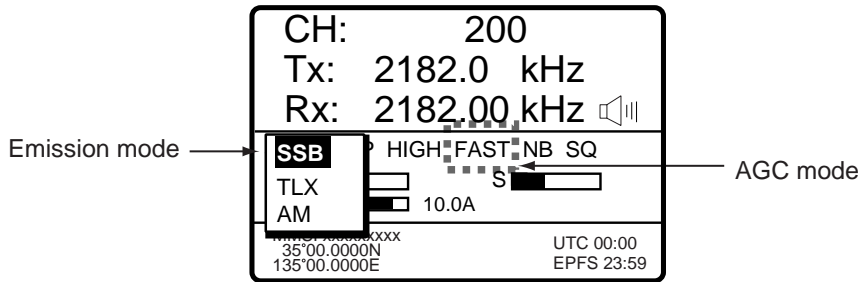 CH: 200
Tx: 2182.0 kHz
Rx: 2182.00 kHz
Emission mode
SSB P HIGH FAST NB SQ
AGC mode
TLX
S
AM
10.0A
35°00.0000N
135°00.0000E
UTC 00:00
EPFS 23:59